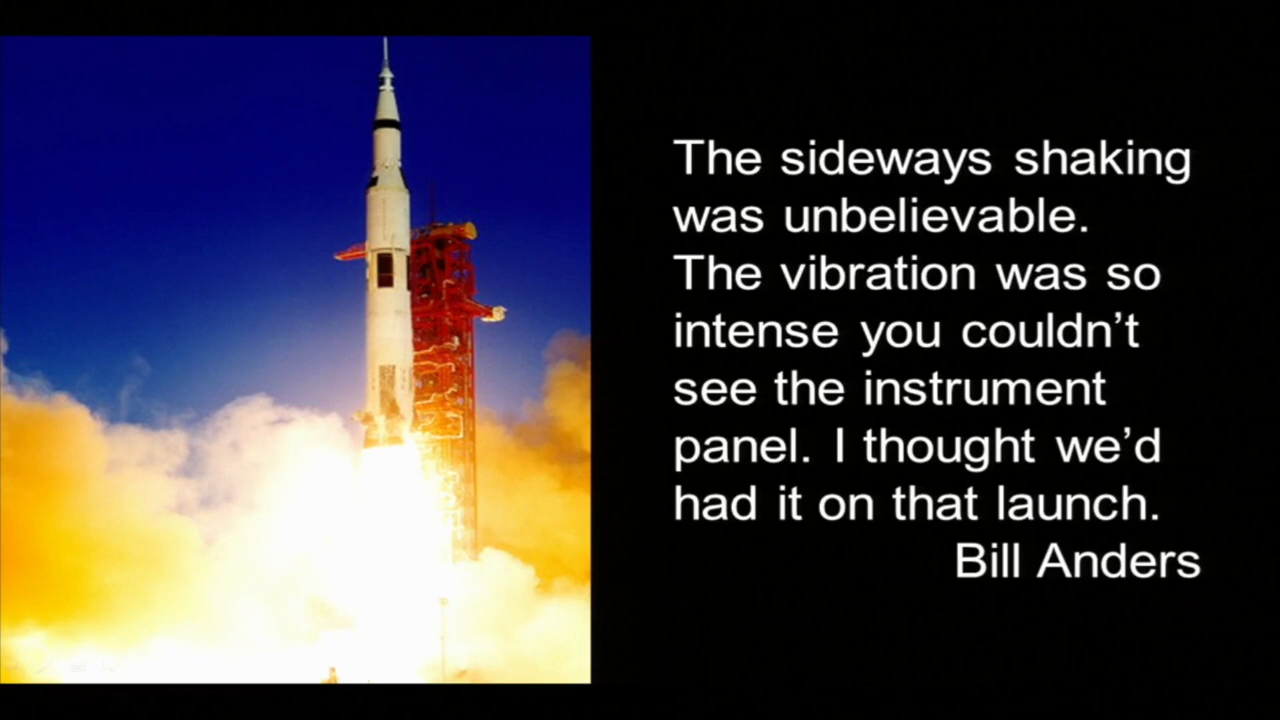 The sideways shaking
was unbelievable.
The vibration was so
intense you couldn’t
see the instrument
panel. I thought we’d
had it on that launch.
Bill Anders